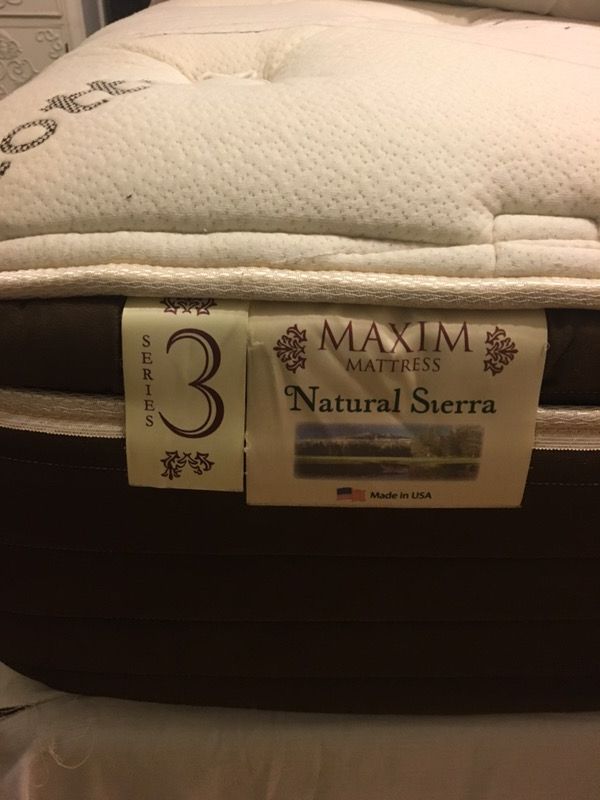 SERIES
3
MAXIM
MATTRESS
Natural Sierra
Made in USA